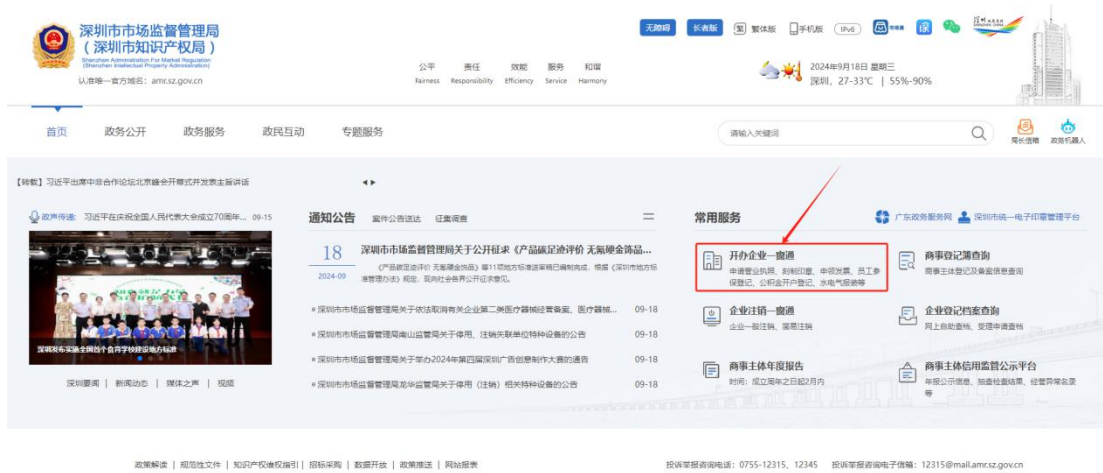 深圳市市场监督管理局
（深圳市知识产权局）
Shenzhen Administration For Market Regulation
(Shenzhen Intellectual Property Administration)
认准唯一官方域名：amr.sz.gov.cn
公平 责任 效能 服务 和谐
Fairness Responsibility Efficiency Service Harmony
无障碍 长者版 繁 繁体版 手机版 IPv6
2024年9月18日 星期三
深圳，27-33℃ | 55%-90%
首页 政务公开 政务服务 政民互动 专题服务
请输入关键词
局长信箱 政务机器人
【转载】习近平出席中非合作论坛北京峰会开幕式并发表主旨讲话
政声传递: 习近平在庆祝全国人民代表大会成立70周年... 09-15
通知公告 案件公告送达 征集调查
常用服务 广东政务服务网 深圳市统一电子印章管理平台
18
2024-09
深圳市市场监督管理局关于公开征求《产品碳足迹评价 无氰硬金饰品...
《产品碳足迹评价 无氰硬金饰品》等11项地方标准送审稿已编制完成，根据《深圳市地方标
准管理办法》规定，现向社会各界公开征求意见。
深圳市市场监督管理局关于依法取消有关企业第二类医疗器械经营备案、医疗器械... 09-18
深圳市市场监督管理局南山监管局关于停用、注销失联单位特种设备的公告 09-18
深圳市市场监督管理局关于举办2024年第四届深圳广告创意制作大赛的通告 09-18
深圳市市场监督管理局龙华监管局关于停用（注销）相关特种设备的公告 09-18
深圳发布实施全国首个食育学校建设地方标准
深圳要闻 | 新闻动态 | 媒体之声 | 视频
开办企业一窗通
申请营业执照、刻制印章、申领发票、员工参
保登记、公积金开户登记、水电气报装等
商事登记簿查询
商事主体登记及备案信息查询
企业注销一窗通
企业一般注销、简易注销
企业登记档案查询
网上自助查档、受理申请查档
商事主体年度报告
时间：成立周年之日起2月内
商事主体信用监管公示平台
年报公示信息、抽查检查结果、经营异常名录
等
政策解读 | 规范性文件 | 知识产权维权指引 | 招标采购 | 数据开放 | 政策推送 | 网站报表
投诉举报咨询电话：0755-12315、12345 投诉举报咨询电子信箱：12315@mail.amr.sz.gov.cn